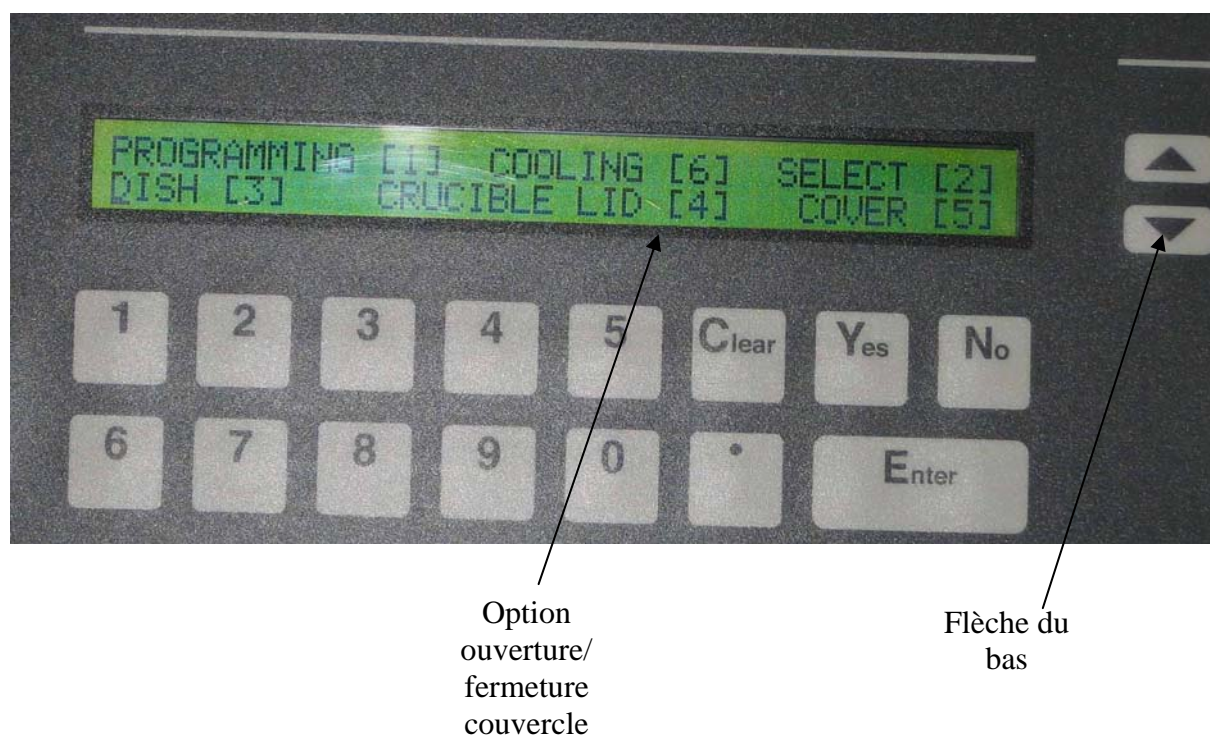 PROGRAMMING [1] COOLING [6] SELECT [2]
DISH [3] CRUCIBLE LID [4] COVER [5]
1 2 3 4 5 Clear Yes No
6 7 8 9 0 • Enter
Option
ouverture/
fermeture
couvercle
Flèche du
bas